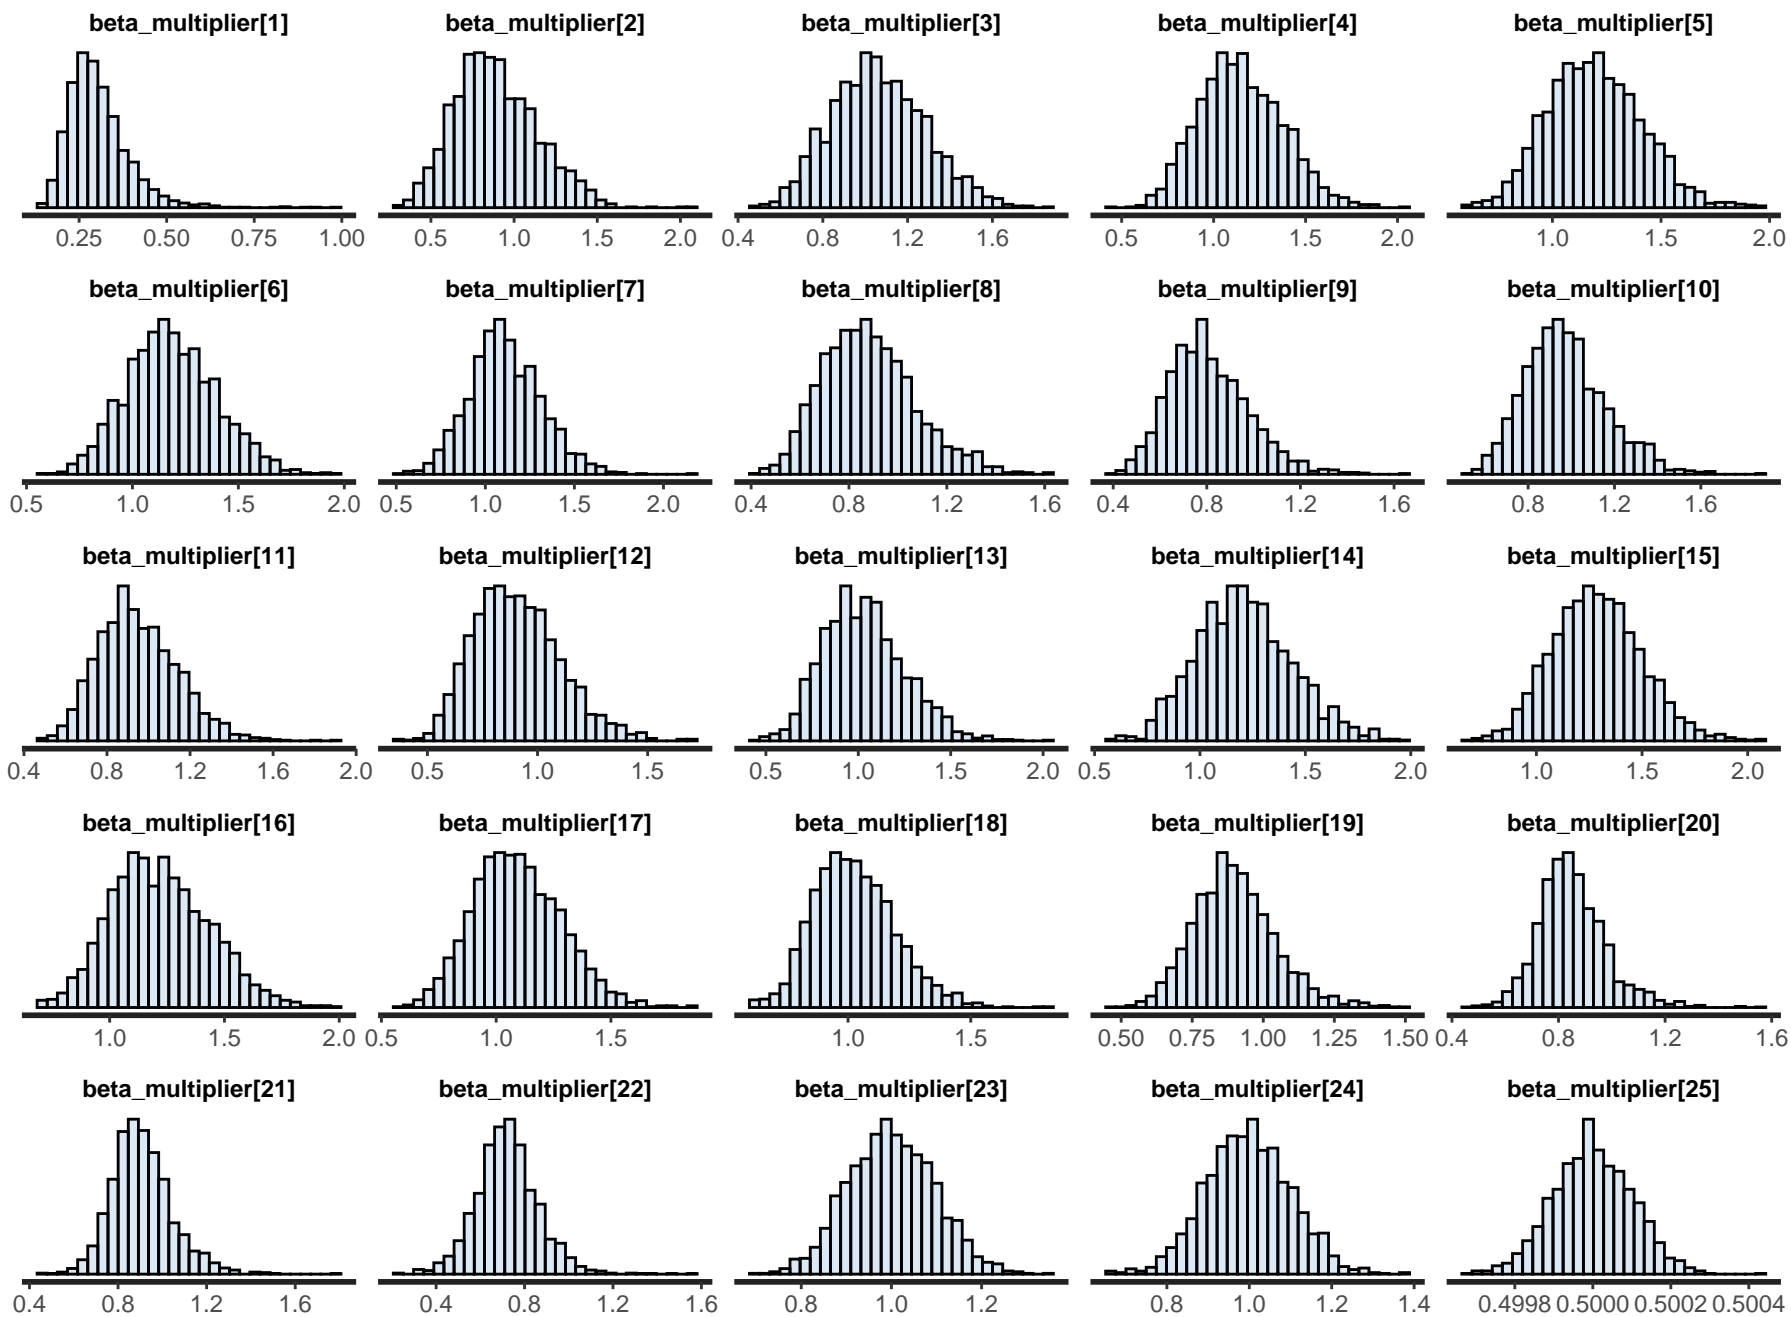 beta_multiplier[1] beta_multiplier[2] beta_multiplier[3] beta_multiplier[4] beta_multiplier[5]
0.25 0.50 0.75 1.00 0.5 1.0 1.5 2.0 0.4 0.8 1.2 1.6 0.5 1.0 1.5 2.0 1.0 1.5 2.0
beta_multiplier[6] beta_multiplier[7] beta_multiplier[8] beta_multiplier[9] beta_multiplier[10]
0.5 1.0 1.5 2.0 0.5 1.0 1.5 2.0 0.4 0.8 1.2 1.6 0.4 0.8 1.2 1.6 0.8 1.2 1.6
beta_multiplier[11] beta_multiplier[12] beta_multiplier[13] beta_multiplier[14] beta_multiplier[15]
0.4 0.8 1.2 1.6 2.0 0.5 1.0 1.5 0.5 1.0 1.5 2.0 0.5 1.0 1.5 2.0 1.0 1.5 2.0
beta_multiplier[16] beta_multiplier[17] beta_multiplier[18] beta_multiplier[19] beta_multiplier[20]
1.0 1.5 2.0 0.5 1.0 1.5 1.0 1.5 0.50 0.75 1.00 1.25 1.50 0.4 0.8 1.2 1.6
beta_multiplier[21] beta_multiplier[22] beta_multiplier[23] beta_multiplier[24] beta_multiplier[25]
0.4 0.8 1.2 1.6 0.4 0.8 1.2 1.6 0.8 1.0 1.2 0.8 1.0 1.2 1.4 0.4998 0.5000 0.5002 0.5004